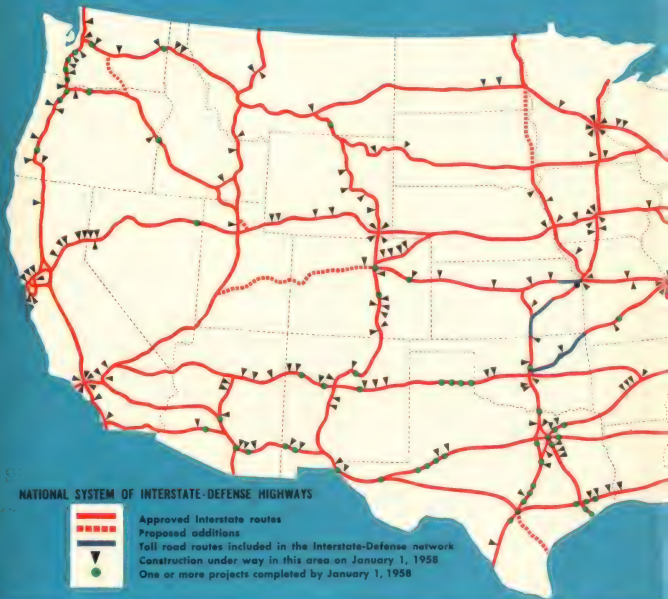 NATIONAL SYSTEM OF INTERSTATE-DEFENSE HIGHWAYS
Approved Interstate routes
Proposed additions
Toll road routes included in the Interstate-Defense network
Construction under way in this area on January 1, 1958
One or more projects completed by January 1, 1958